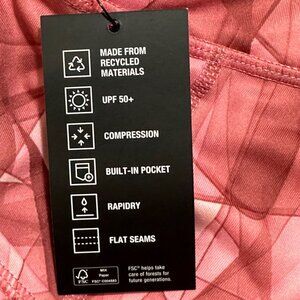 MADE FROM
RECYCLED
MATERIALS
UPF 50+
COMPRESSION
BUILT-IN POCKET
RAPIDRY
FLAT SEAMS
FSC
MIX
Paper
FSC® helps take
care of forests for
future generations.